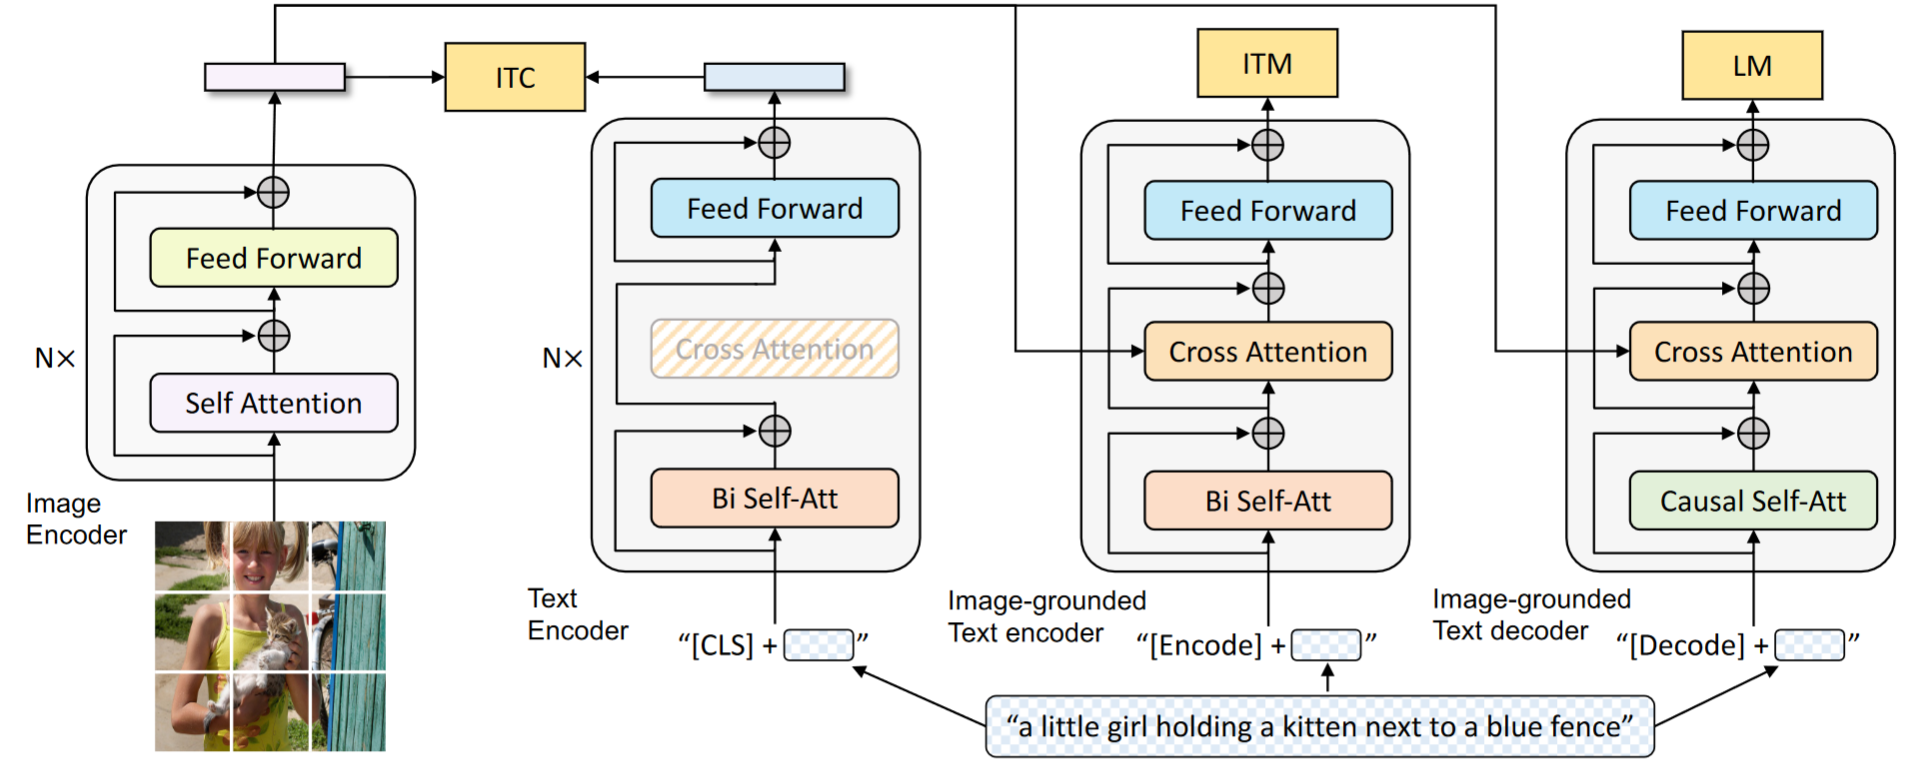 ITC
ITM
LM
Feed Forward
Self Attention
N×
Image
Encoder
Feed Forward
Cross Attention
Bi Self-Att
N×
Text
Encoder
“[CLS] + ”
Feed Forward
Cross Attention
Bi Self-Att
Image-grounded
Text encoder
“[Encode] + ”
Feed Forward
Cross Attention
Causal Self-Att
Image-grounded
Text decoder
“[Decode] + ”
“a little girl holding a kitten next to a blue fence”